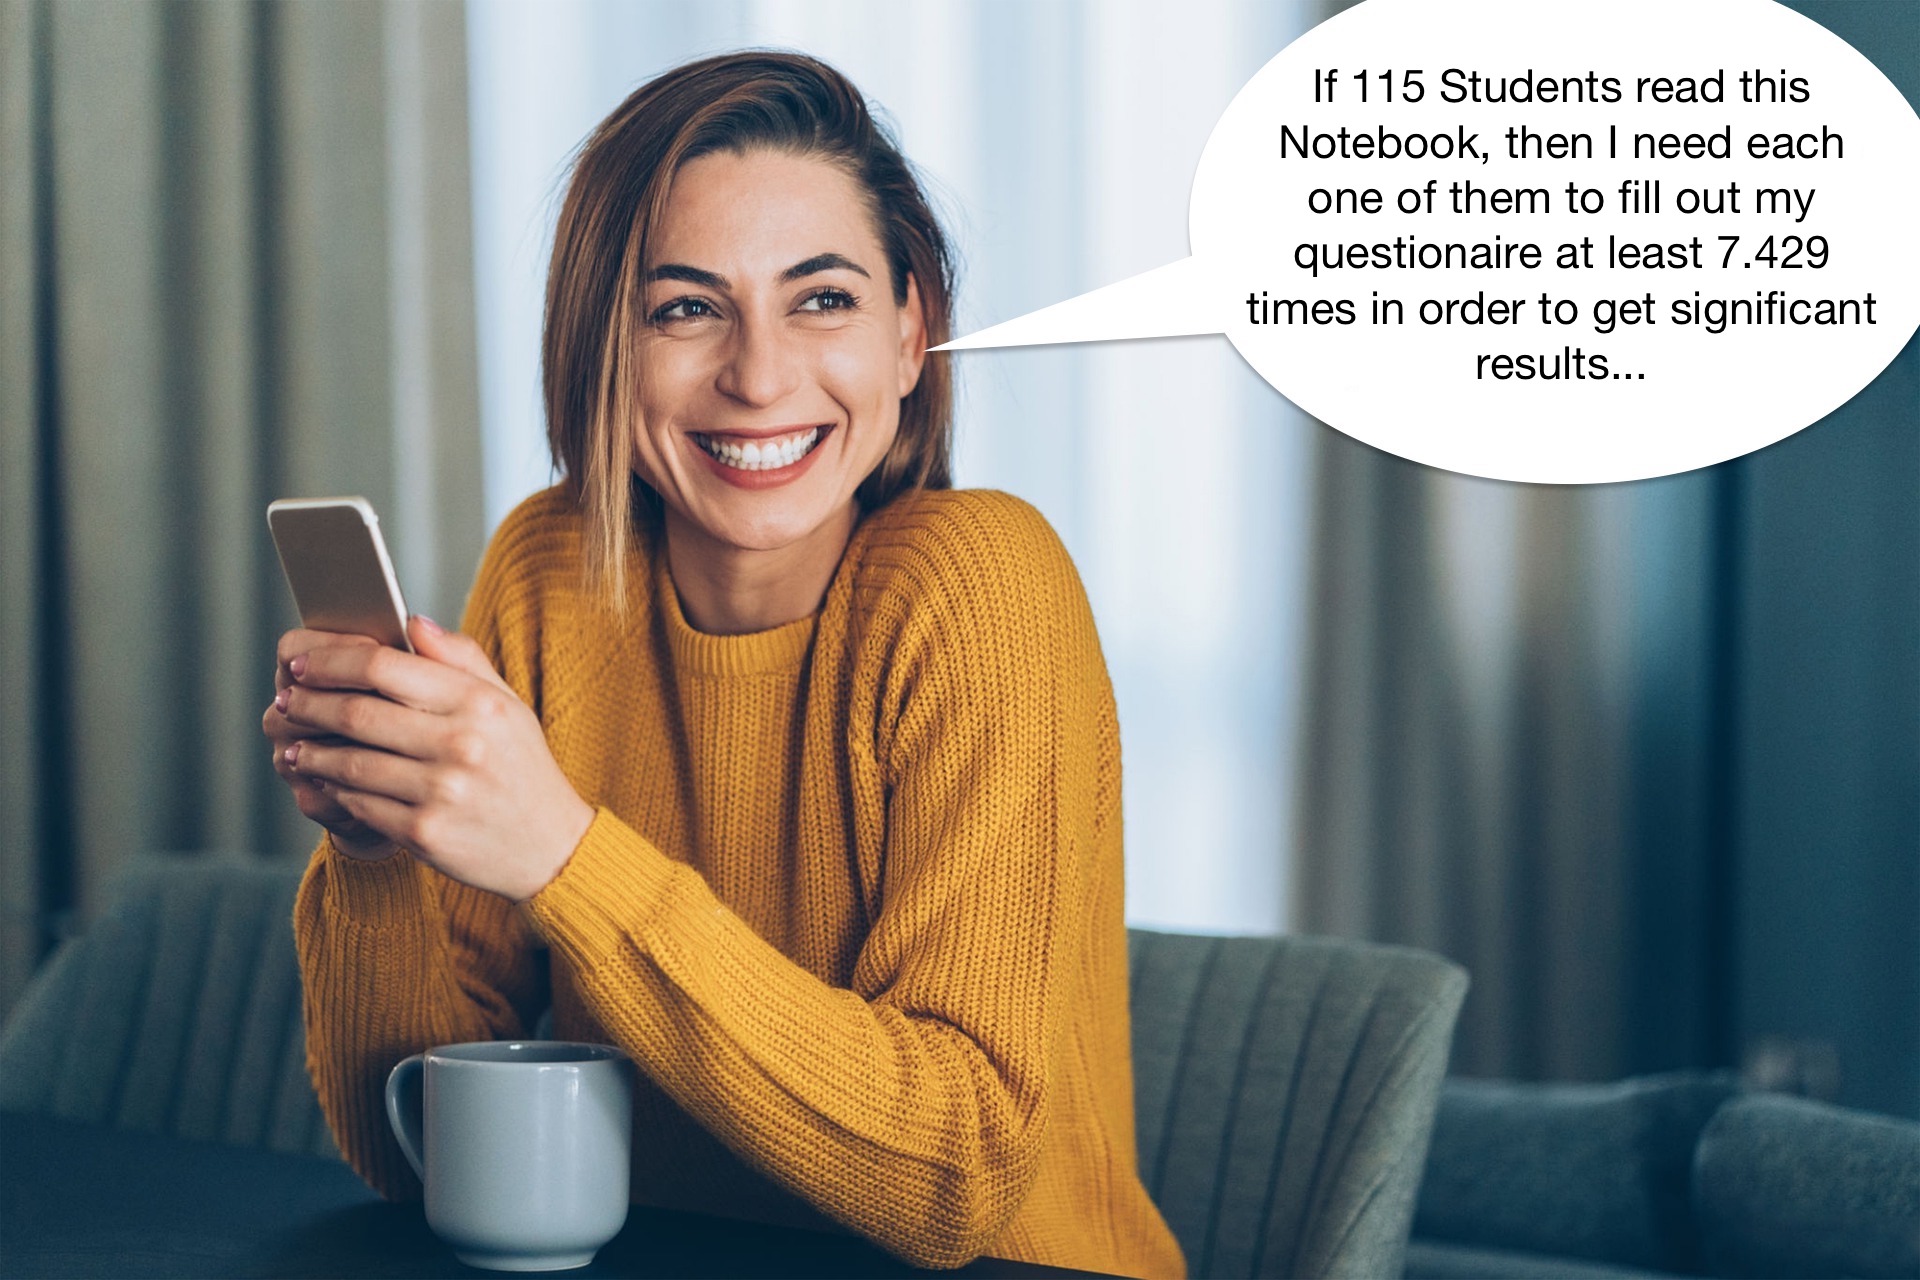 If 115 Students read this
Notebook, then I need each
one of them to fill out my
questionaire at least 7.429
times in order to get significant
results...